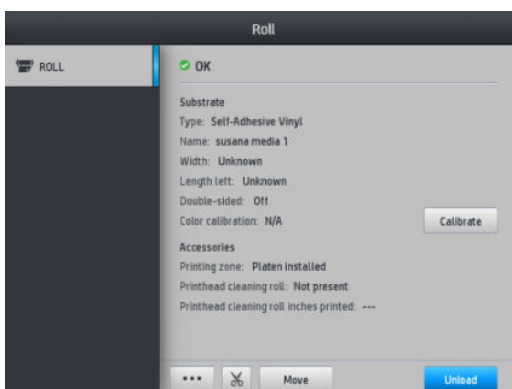 Roll
ROLL
OK
Substrate
Type: Self-Adhesive Vinyl
Name: susana media 1
Width: Unknown
Length left: Unknown
Double-sided: Off
Color calibration: N/A
Calibrate
Accessories
Printing zone: Platen installed
Printhead cleaning roll: Not present
Printhead cleaning roll inches printed: ---
••• Move Unload